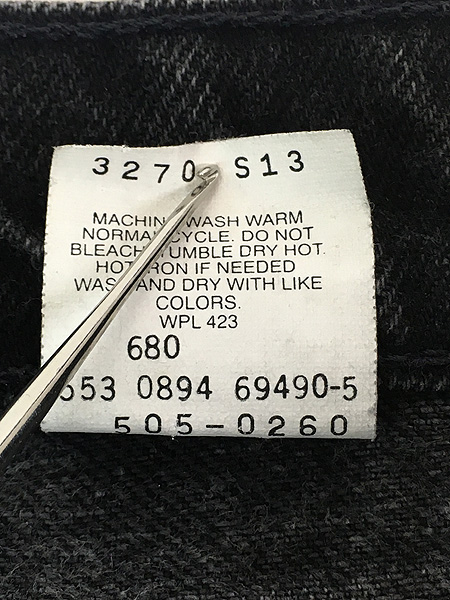 3270 S13
MACHIN WASH WARM
NORMAL CYCLE. DO NOT
BLEACH TUMBLE DRY HOT.
HOT IRON IF NEEDED
WASH AND DRY WITH LIKE
COLORS.
WPL 423
680
553 0894 69490-5
505-0260